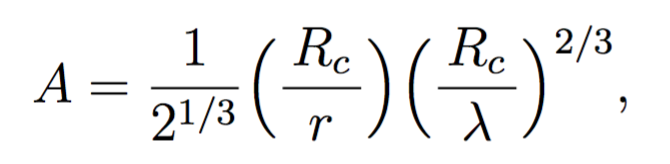 A = \frac{1}{2^{1/3}} \left( \frac{R_c}{r} \right) \left( \frac{R_c}{\lambda} \right)^{2/3},